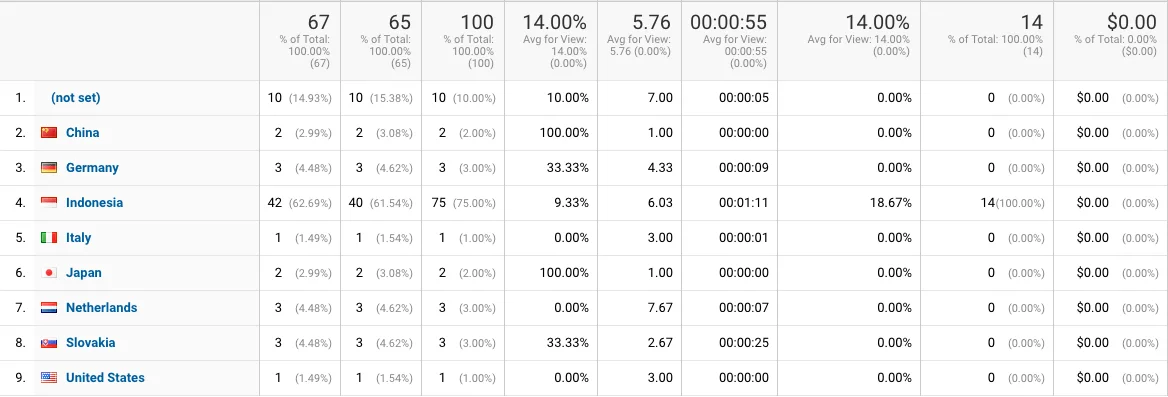 67 65 100 14.00% 5.76 00:00:55 14.00% 14 $0.00
% of Total: % of Total: % of Total: Avg for View: Avg for View: Avg for View: Avg for View: 14.00% % of Total: 100.00% % of Total: 0.00%
100.00% 100.00% 100.00% 14.00% 5.76 (0.00%) 00:00:55 (0.00%) (14) ($0.00)
(67) (65) (100) (0.00%) (0.00%)
1. (not set) 10 (14.93%) 10 (15.38%) 10 (10.00%) 10.00% 7.00 00:00:05 0.00% 0 (0.00%) $0.00 (0.00%)
2. China 2 (2.99%) 2 (3.08%) 2 (2.00%) 100.00% 1.00 00:00:00 0.00% 0 (0.00%) $0.00 (0.00%)
3. Germany 3 (4.48%) 3 (4.62%) 3 (3.00%) 33.33% 4.33 00:00:09 0.00% 0 (0.00%) $0.00 (0.00%)
4. Indonesia 42 (62.69%) 40 (61.54%) 75 (75.00%) 9.33% 6.03 00:01:11 18.67% 14(100.00%) $0.00 (0.00%)
5. Italy 1 (1.49%) 1 (1.54%) 1 (1.00%) 0.00% 3.00 00:00:01 0.00% 0 (0.00%) $0.00 (0.00%)
6. Japan 2 (2.99%) 2 (3.08%) 2 (2.00%) 100.00% 1.00 00:00:00 0.00% 0 (0.00%) $0.00 (0.00%)
7. Netherlands 3 (4.48%) 3 (4.62%) 3 (3.00%) 0.00% 7.67 00:00:07 0.00% 0 (0.00%) $0.00 (0.00%)
8. Slovakia 3 (4.48%) 3 (4.62%) 3 (3.00%) 33.33% 2.67 00:00:25 0.00% 0 (0.00%) $0.00 (0.00%)
9. United States 1 (1.49%) 1 (1.54%) 1 (1.00%) 0.00% 3.00 00:00:00 0.00% 0 (0.00%) $0.00 (0.00%)